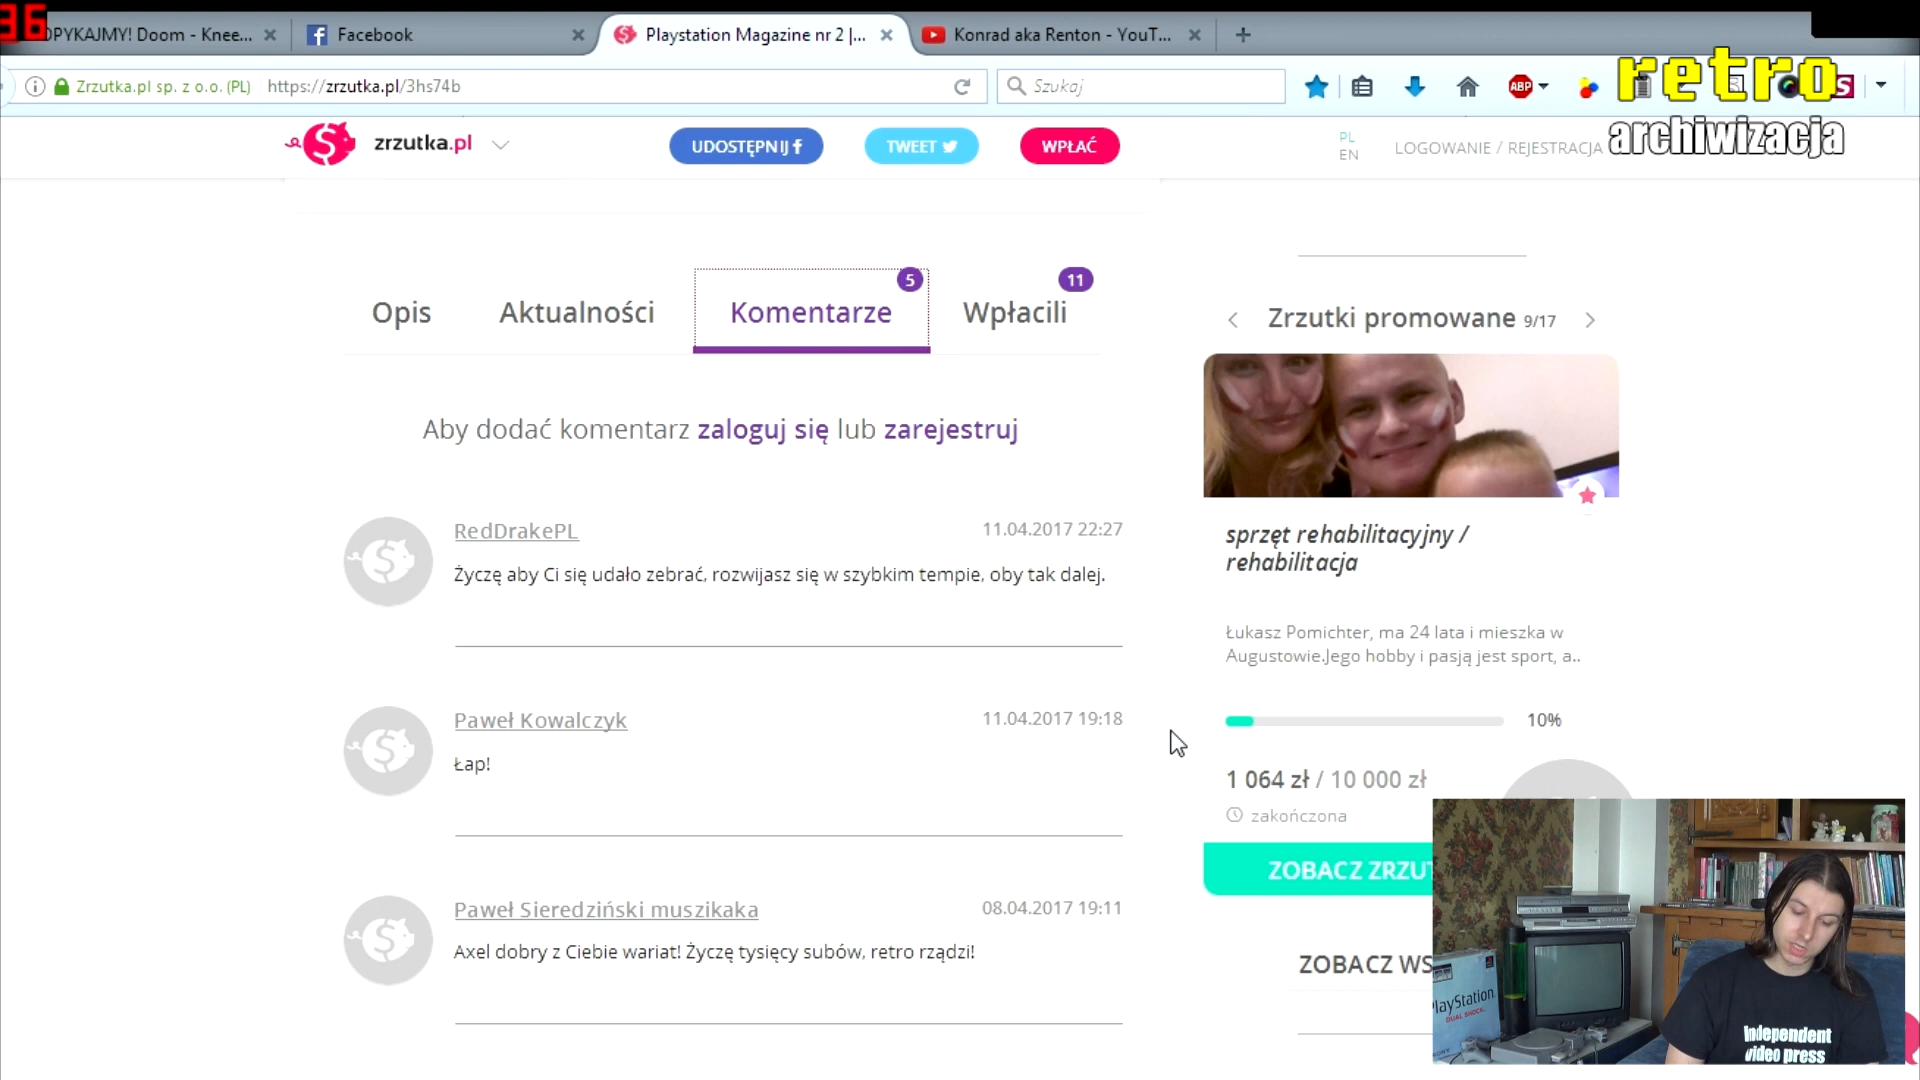 36
OPYKAJMY! Doom - Knee...
Facebook
Playstation Magazine nr 2 |...
Konrad aka Renton - YouT...
Zrzutka.pl sp. z o.o. (PL)
https://zrzutka.pl/3hs74b
Szukaj
ABP
S
retro
archiwizacja
zrzutka.pl
UDOSTĘPNIJ f
TWEET
WPŁAĆ
PL
EN
LOGOWANIE / REJESTRACJA
Opis
Aktualności
Komentarze
5
Wpłacili
11
Aby dodać komentarz zaloguj się lub zarejestruj
RedDrakePL
11.04.2017 22:27
Życzę aby Ci się udało zebrać, rozwijasz się w szybkim tempie, oby tak dalej.
Paweł Kowalczyk
11.04.2017 19:18
Łap!
Paweł Sieredziński muszikaka
08.04.2017 19:11
Axel dobry z Ciebie wariat! Życzę tysięcy subów, retro rządzi!
Zrzutki promowane 9/17
sprzęt rehabilitacyjny /
rehabilitacja
Łukasz Pomichter, ma 24 lata i mieszka w
Augustowie.Jego hobby i pasją jest sport, a..
10%
1 064 zł / 10 000 zł
zakończona
ZOBACZ ZRZUT
ZOBACZ WS
PlayStation
DUAL SHOCK
Independent
video press